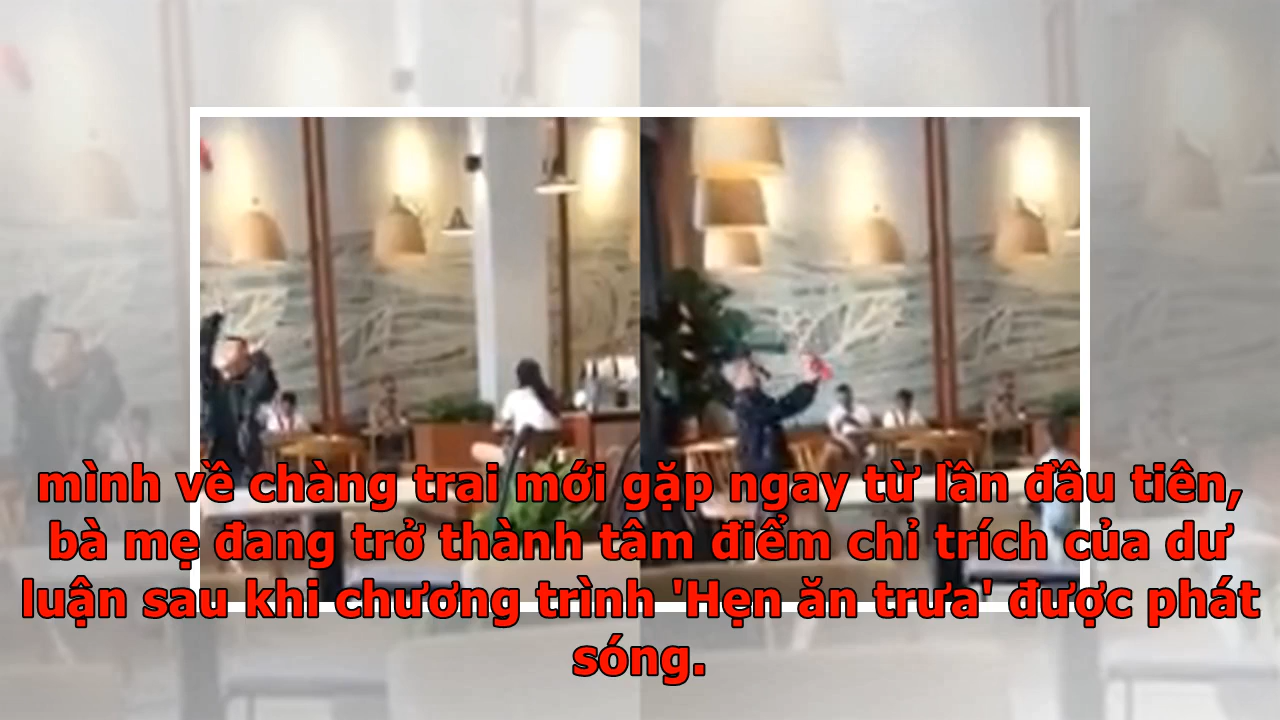 mình về chàng trai mới gặp ngay từ lần đầu tiên,
bà mẹ đang trở thành tâm điểm chỉ trích của dư
luận sau khi chương trình 'Hẹn ăn trưa' được phát
sóng.